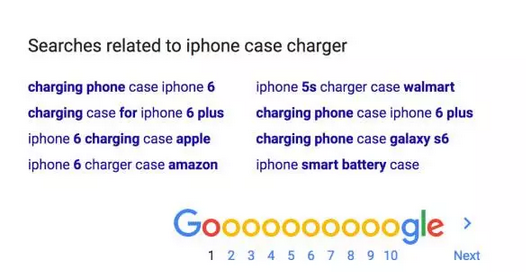 Searches related to iphone case charger
charging phone case iphone 6
charging case for iphone 6 plus
iphone 6 charging case apple
iphone 6 charger case amazon
iphone 5s charger case walmart
charging phone case iphone 6 plus
charging phone case galaxy s6
iphone smart battery case
Goooooooooogle >
1 2 3 4 5 6 7 8 9 10 Next